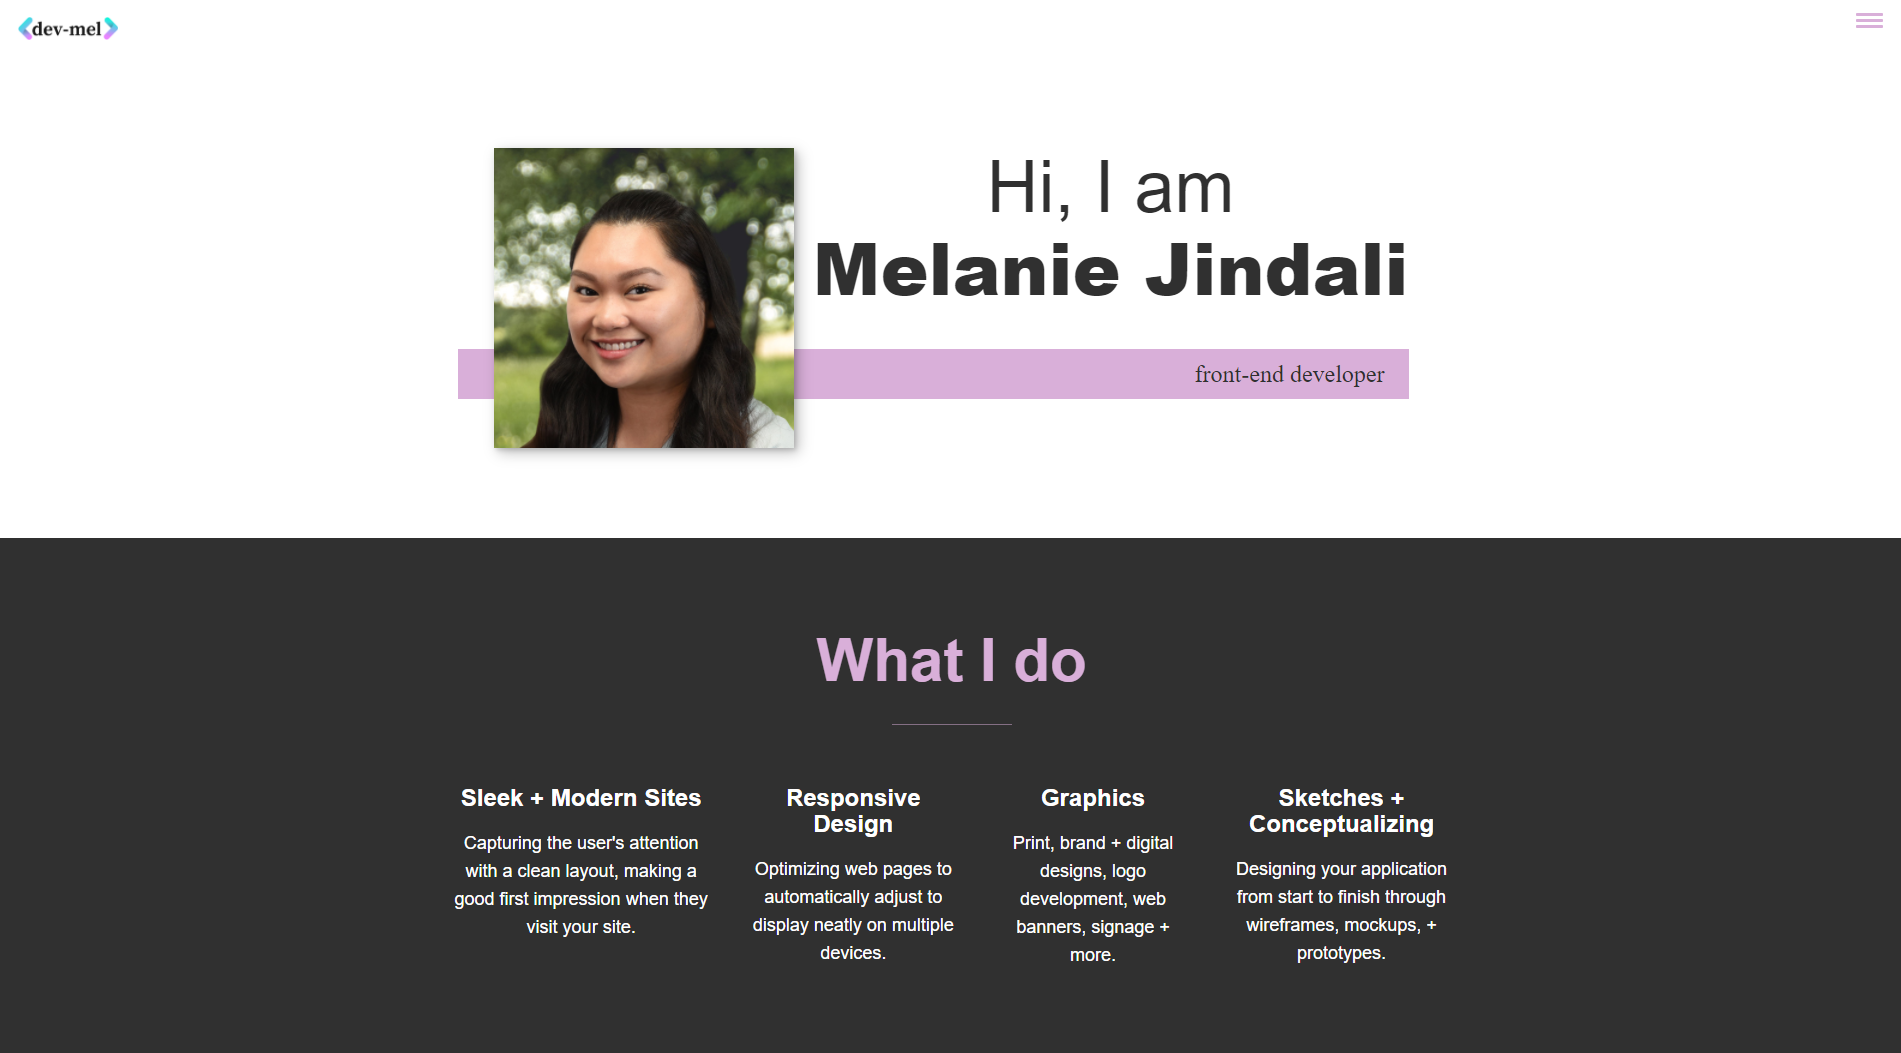 <dev-mel>
Hi, I am
Melanie Jindali
front-end developer
What I do
Sleek + Modern Sites
Capturing the user's attention
with a clean layout, making a
good first impression when they
visit your site.
Responsive
Design
Optimizing web pages to
automatically adjust to
display neatly on multiple
devices.
Graphics
Print, brand + digital
designs, logo
development, web
banners, signage +
more.
Sketches +
Conceptualizing
Designing your application
from start to finish through
wireframes, mockups, +
prototypes.